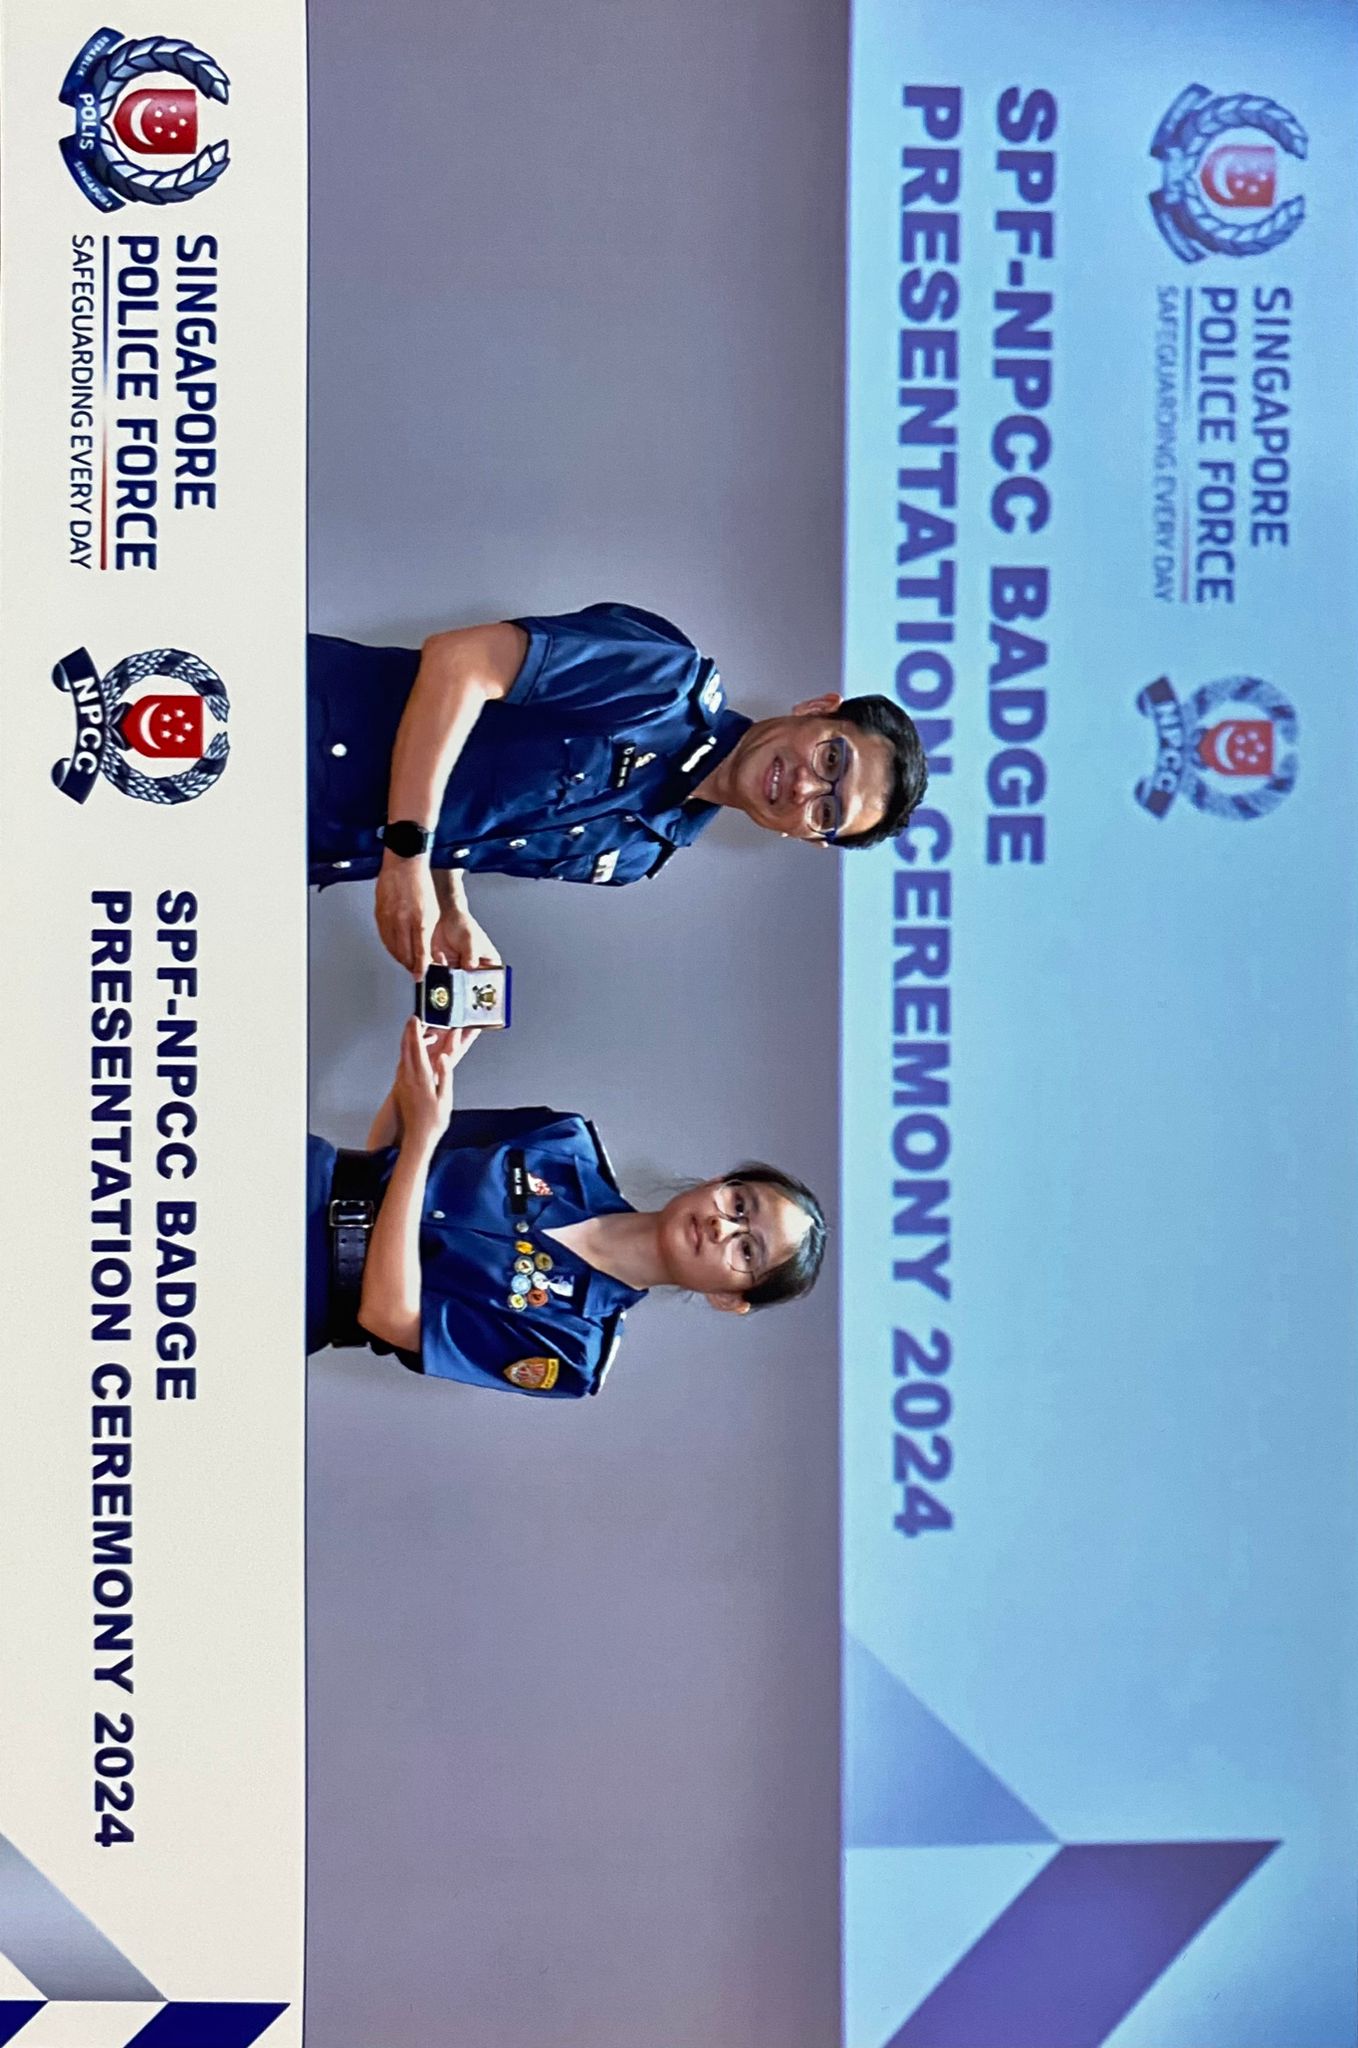 SINGAPORE
POLICE FORCE
SAFEGUARDING EVERY DAY
NPCC
SPF-NPCC BADGE
PRESENTATION CEREMONY 2024
SINGAPORE
POLICE FORCE
SAFEGUARDING EVERY DAY
REPABLIK POLIS SINGAPURA
NPCC
SPF-NPCC BADGE
PRESENTATION CEREMONY 2024